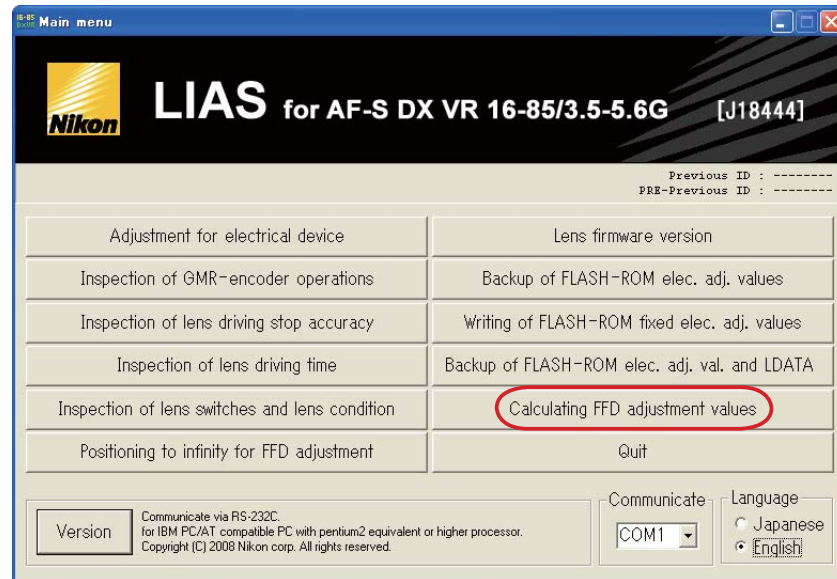 Main menu
Nikon
LIAS for AF-S DX VR 16-85/3.5-5.6G [J18444]
Previous ID : --------
PRE-Previous ID : --------
Adjustment for electrical device
Lens firmware version
Inspection of GMR-encoder operations
Backup of FLASH-ROM elec. adj. values
Inspection of lens driving stop accuracy
Writing of FLASH-ROM fixed elec. adj. values
Inspection of lens driving time
Backup of FLASH-ROM elec. adj. val. and LDATA
Inspection of lens switches and lens condition
Calculating FFD adjustment values
Positioning to infinity for FFD adjustment
Quit
Version
Communicate via RS-232C.
for IBM PC/AT compatible PC with pentium2 equivalent or higher processor.
Copyright (C) 2008 Nikon corp. All rights reserved.
Communicate
COM1
Language
Japanese
English